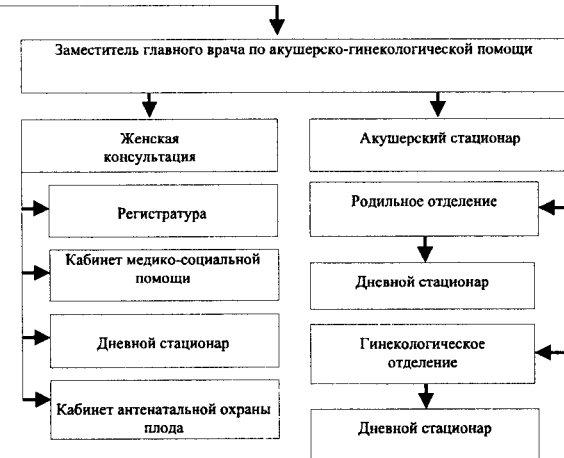 Заместитель главного врача по акушерско-гинекологической помощи
Женская
консультация
Регистратура
Кабинет медико-социальной
помощи
Дневной стационар
Кабинет антенатальной охраны
плода
Акушерский стационар
Родильное отделение
Дневной стационар
Гинекологическое
отделение
Дневной стационар